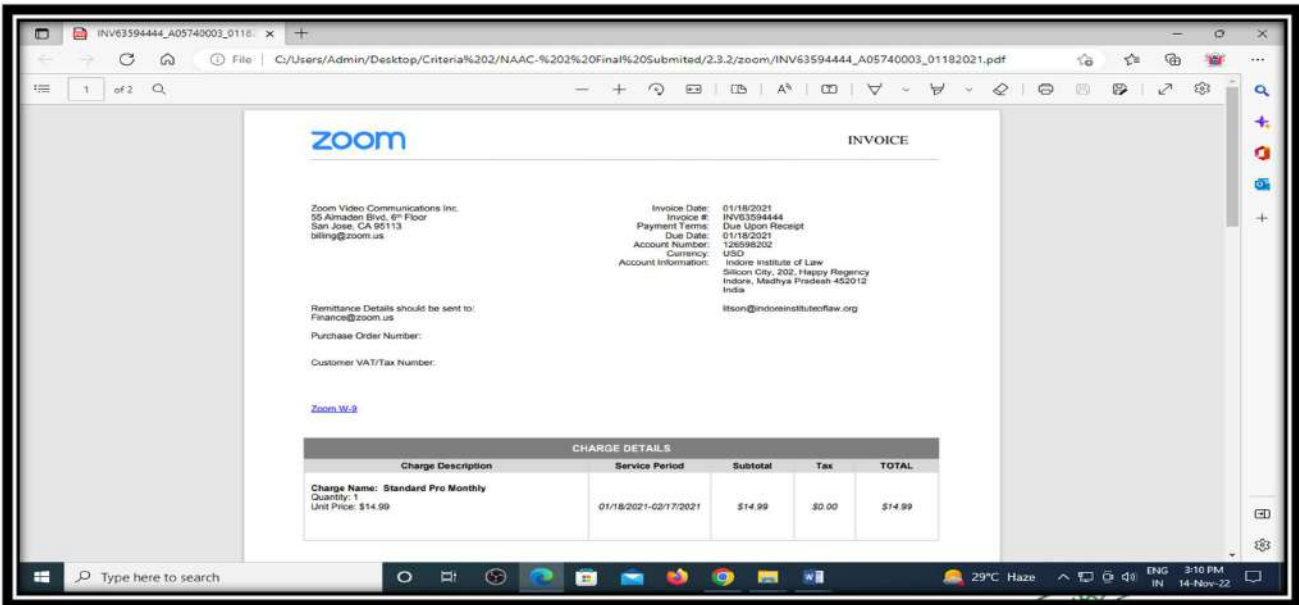 INV63594444_A05740003_0118
File C:/Users/Admin/Desktop/Criteria%202/NAAC-%202%20Final%20Submited/2.3.2/zoom/INV63594444_A05740003_01182021.pdf
1 of 2
zoom INVOICE
Zoom Video Communications Inc.
55 Almaden Blvd, 6th Floor
San Jose, CA 95113
billing@zoom.us
Invoice Date: 01/18/2021
Invoice #: INV63594444
Payment Terms: Due Upon Receipt
Due Date: 01/18/2021
Account Number: 126598202
Currency: USD
Account Information: Indore Institute of Law
Silicon City, 202, Happy Regency
Indore, Madhya Pradesh 452012
India
Remittance Details should be sent to:
Finance@zoom.us
litson@indoreinstituteoflaw.org
Purchase Order Number:
Customer VAT/Tax Number:
Zoom W-9
CHARGE DETAILS
Charge Description Service Period Subtotal Tax TOTAL
Charge Name: Standard Pro Monthly
Quantity: 1
Unit Price: $14.99
01/18/2021-02/17/2021 $14.99 $0.00 $14.99
Type here to search
29°C Haze
ENG 3:10 PM
IN 14-Nov-22